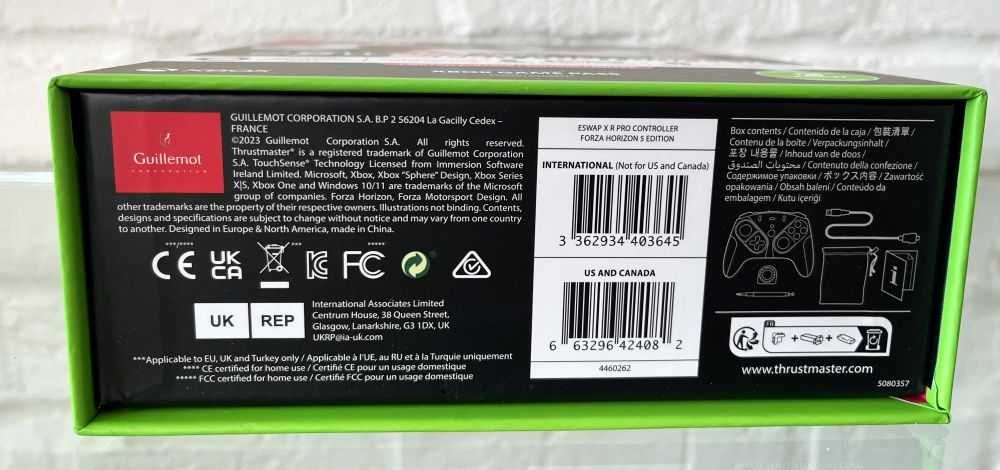 XBOX GAME PASS
Guillemot
CORPORATION
GUILLEMOT CORPORATION S.A. B.P 2 56204 La Gacilly Cedex –
FRANCE
©2023 Guillemot Corporation S.A. All rights reserved.
Thrustmaster® is a registered trademark of Guillemot Corporation
S.A. TouchSense® Technology Licensed from Immersion Software
Ireland Limited. Microsoft, Xbox, Xbox “Sphere” Design, Xbox Series
X|S, Xbox One and Windows 10/11 are trademarks of the Microsoft
group of companies. Forza Horizon, Forza Motorsport Design. All
other trademarks are the property of their respective owners. Illustrations not binding. Contents,
designs and specifications are subject to change without notice and may vary from one country
to another. Designed in Europe & North America, made in China.
***/**** *** *****
CE UK CA FC
UK REP
International Associates Limited
Centrum House, 38 Queen Street,
Glasgow, Lanarkshire, G3 1DX, UK
UKRP@ia-uk.com
***Applicable to EU, UK and Turkey only / Applicable à l'UE, au RU et à la Turquie uniquement
**** CE certified for home use / Certifié CE pour un usage domestique
***** FCC certified for home use / Certifié FCC pour un usage domestique
ESWAP X R PRO CONTROLLER
FORZA HORIZON 5 EDITION
INTERNATIONAL (Not for US and Canada)
3 362934 403645
US AND CANADA
6 63296 42408 2
4460262
Box contents / Contenido de la caja / 包裝清單 /
Contenu de la boîte / Verpackungsinhalt /
포장 내용물 / Inhoud van de doos /
محتويات الصندوق / Contenuto della confezione /
Содержимое упаковки / ボックス内容 / Zawartość
opakowania / Obsah balení / Conteúdo da
embalagem / Kutu içeriği
FR
www.thrustmaster.com
5080357